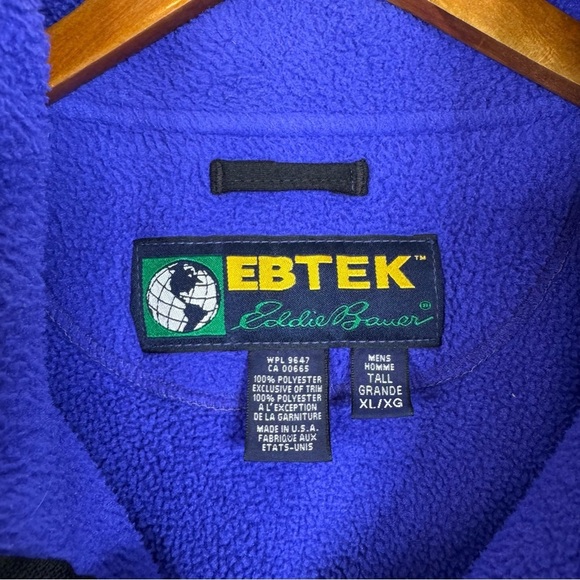 EBTEK™
Eddie Bauer®
WPL 9647
CA 00665
100% POLYESTER
EXCLUSIVE OF TRIM
100% POLYESTER
A L'EXCEPTION
DE LA GARNITURE
MADE IN U.S.A.
FABRIQUE AUX
ETATS-UNIS
MENS
HOMME
TALL
GRANDE
XL/XG